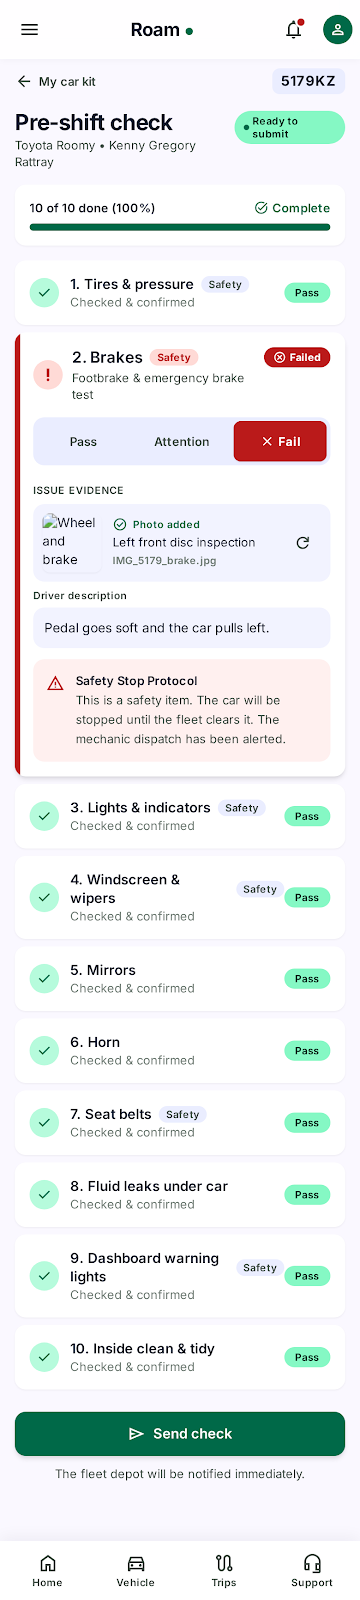 Roam
My car kit
5179KZ
Pre-shift check
Ready to
submit
Toyota Roomy • Kenny Gregory
Rattray
10 of 10 done (100%)
Complete
1. Tires & pressure
Safety
Checked & confirmed
Pass
2. Brakes
Safety
Failed
Footbrake & emergency brake
test
Pass
Attention
Fail
ISSUE EVIDENCE
Wheel
and
brake
Photo added
Left front disc inspection
IMG_5179_brake.jpg
Driver description
Pedal goes soft and the car pulls left.
Safety Stop Protocol
This is a safety item. The car will be
stopped until the fleet clears it. The
mechanic dispatch has been alerted.
3. Lights & indicators
Safety
Checked & confirmed
Pass
4. Windscreen &
wipers
Safety
Checked & confirmed
Pass
5. Mirrors
Checked & confirmed
Pass
6. Horn
Checked & confirmed
Pass
7. Seat belts
Safety
Checked & confirmed
Pass
8. Fluid leaks under car
Checked & confirmed
Pass
9. Dashboard warning
lights
Safety
Checked & confirmed
Pass
10. Inside clean & tidy
Checked & confirmed
Pass
Send check
The fleet depot will be notified immediately.
Home
Vehicle
Trips
Support